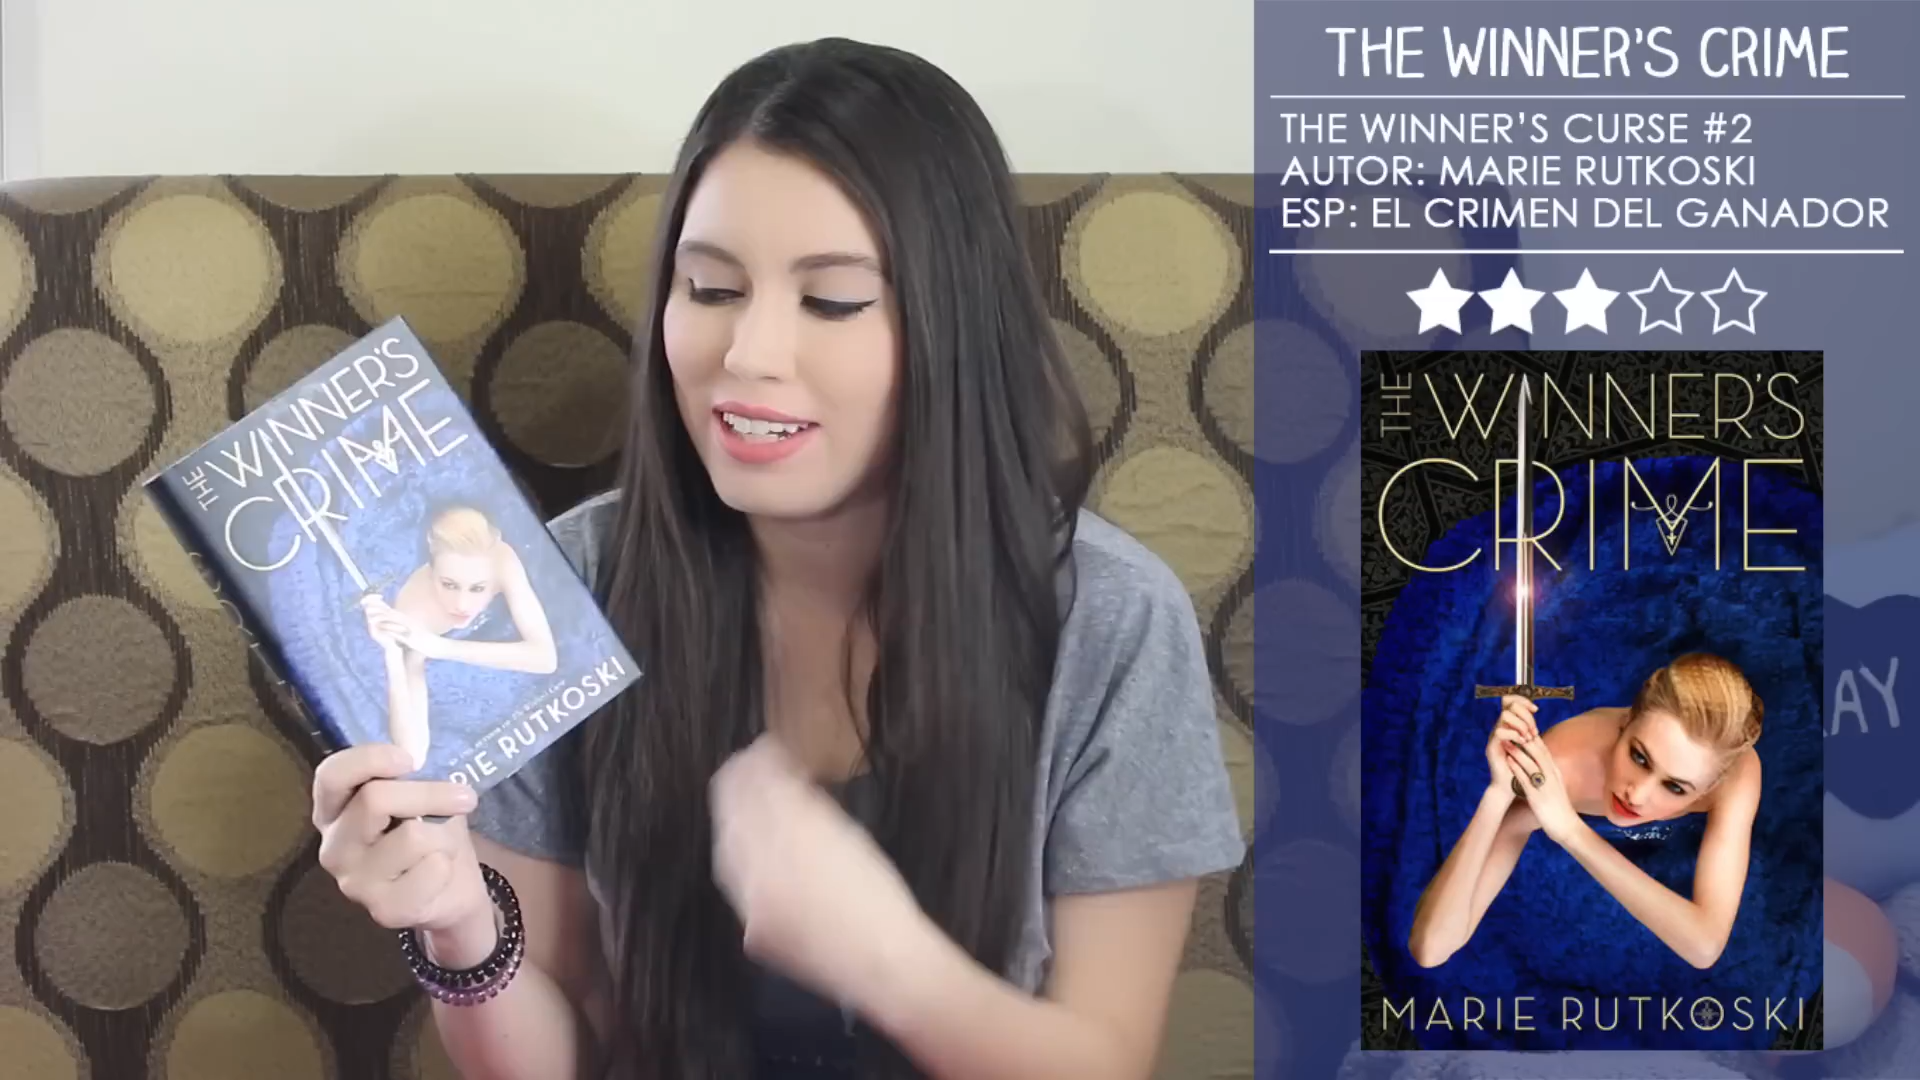 THE WINNER'S
CRIME
RIE RUTKOSKI
THE WINNER'S CRIME
THE WINNER'S CURSE #2
AUTOR: MARIE RUTKOSKI
ESP: EL CRIMEN DEL GANADOR
THE WINNER'S
CRIME
MARIE RUTKOSKI
AY